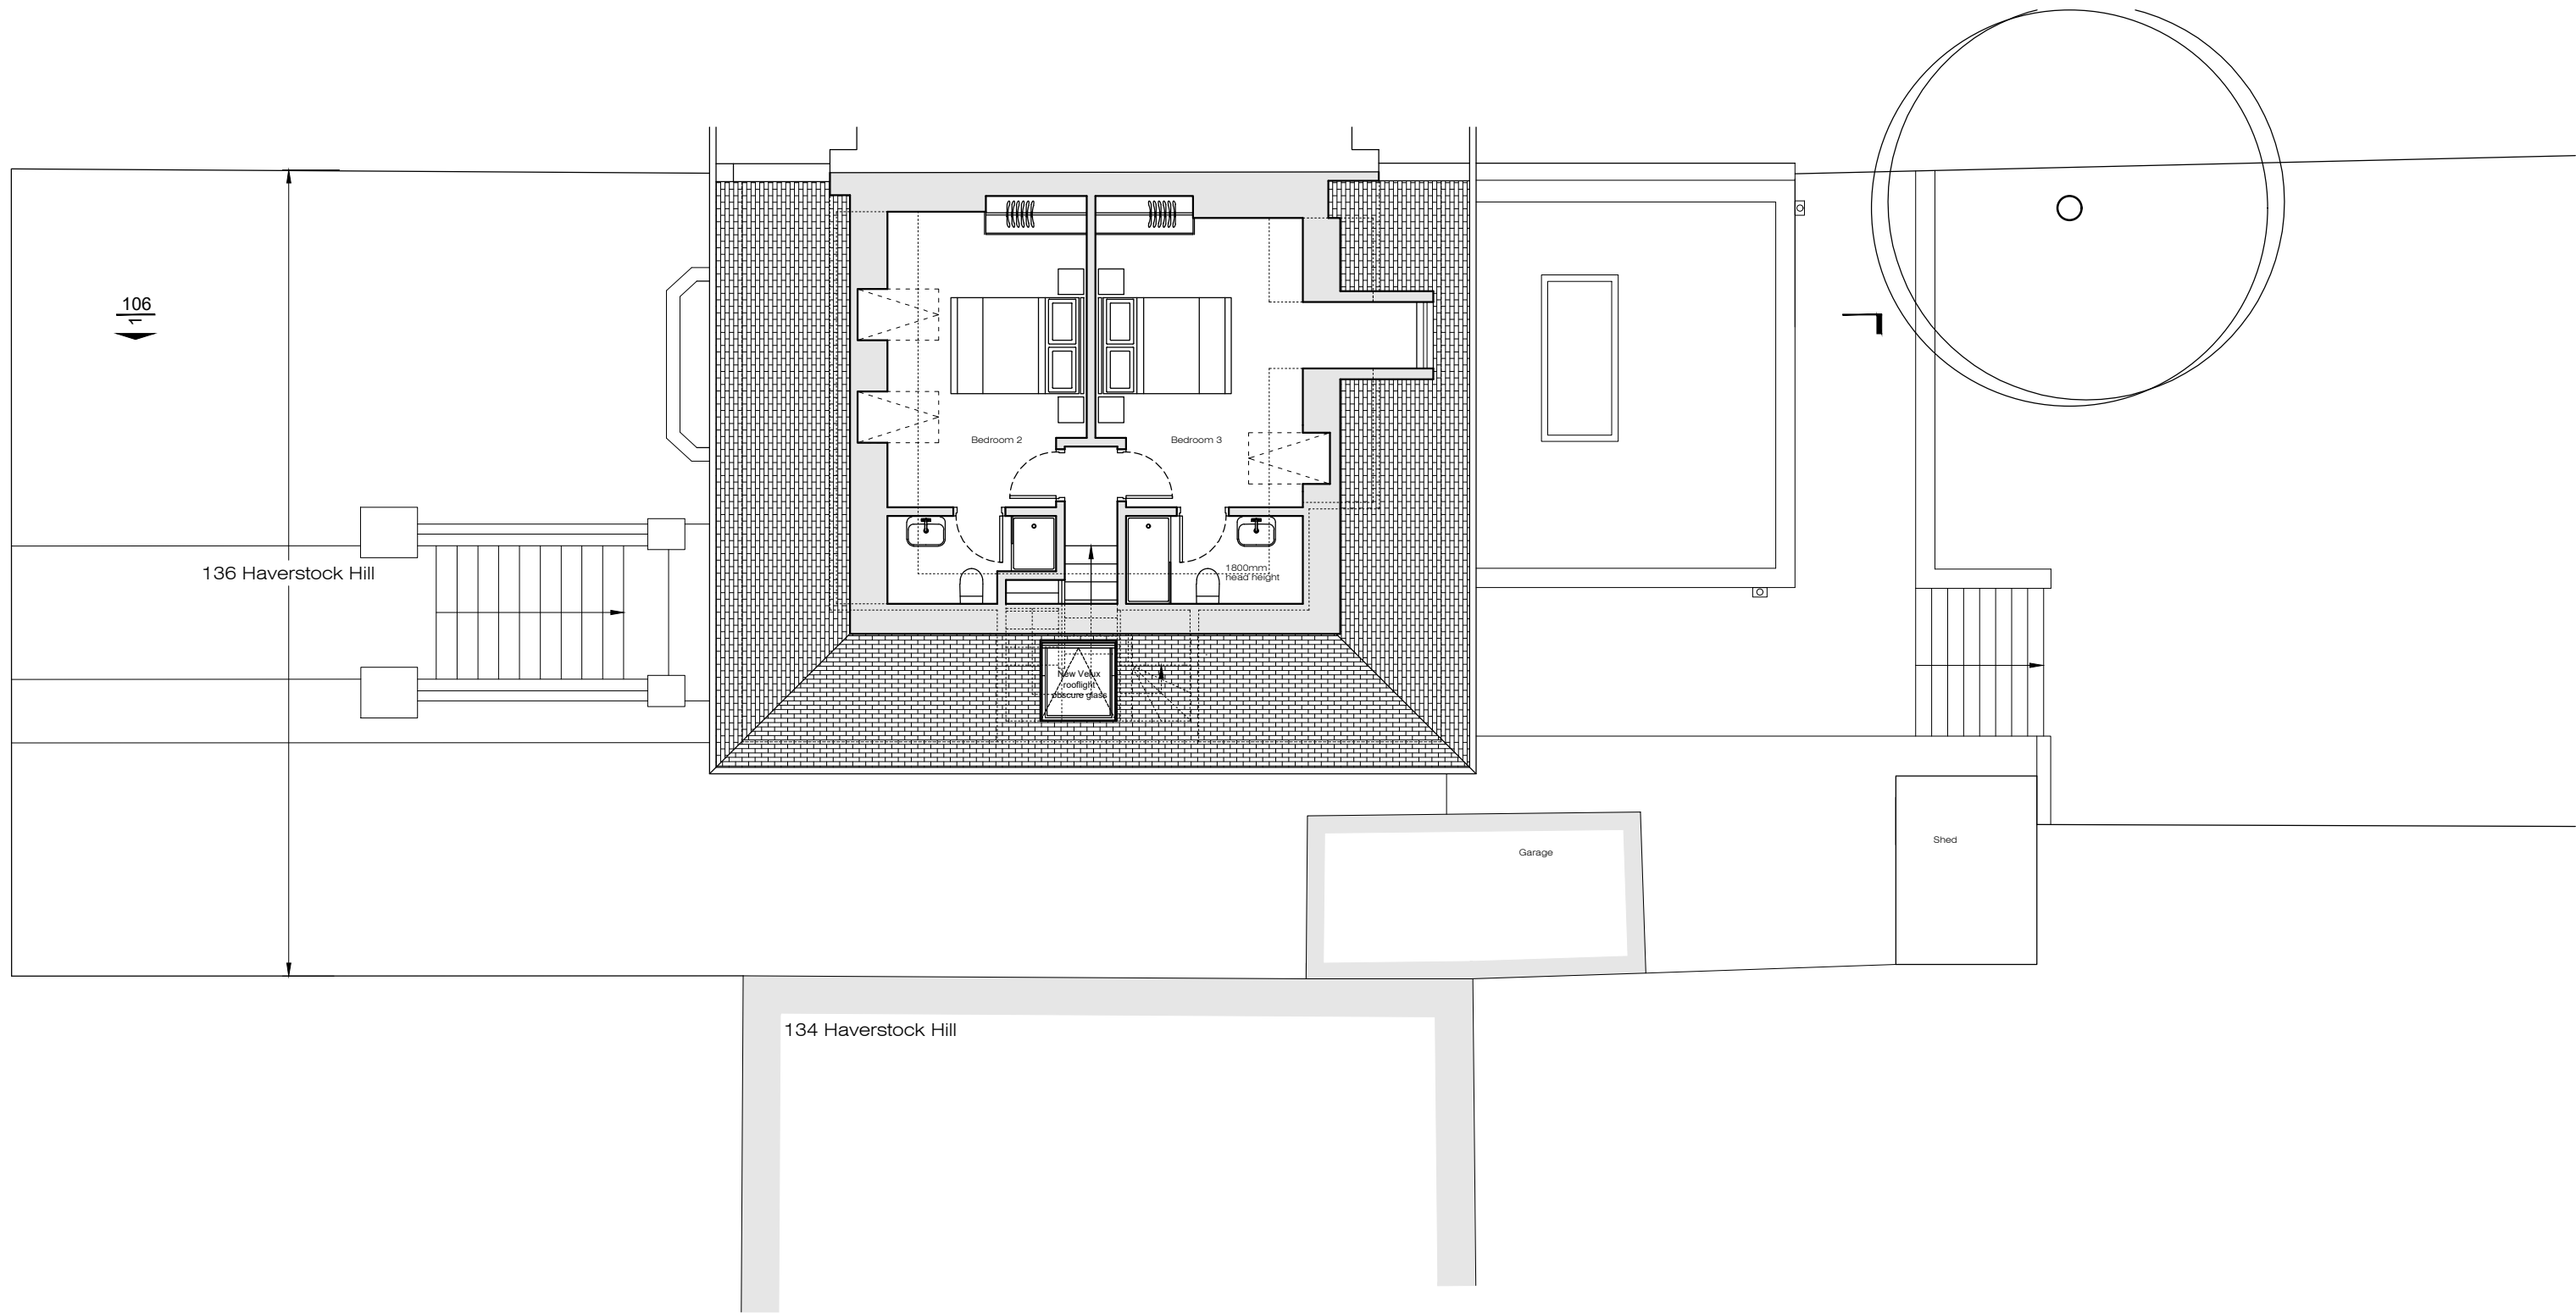 106
1
Bedroom 2
Bedroom 3
136 Haverstock Hill
1800mm
head height
New Velux
rooflight
obscure glass
Garage
Shed
134 Haverstock Hill